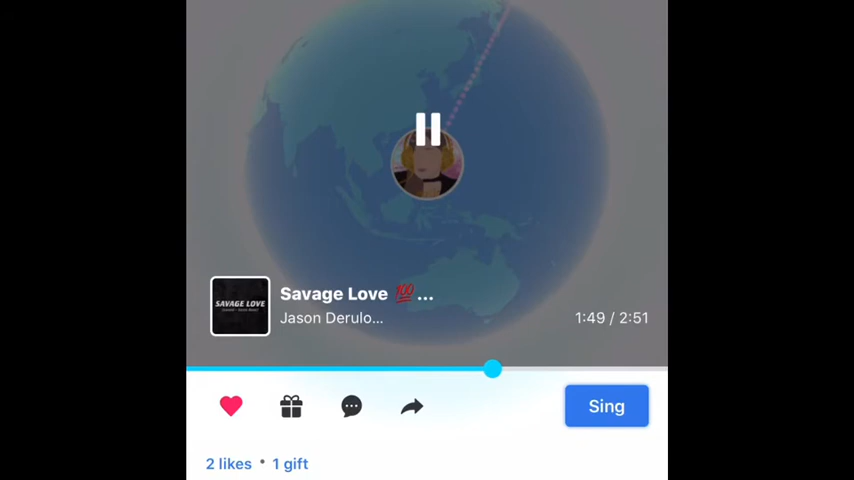 SAVAGE LOVE
Savage Love 💯...
Jason Derulo...
1:49 / 2:51
Sing
2 likes • 1 gift